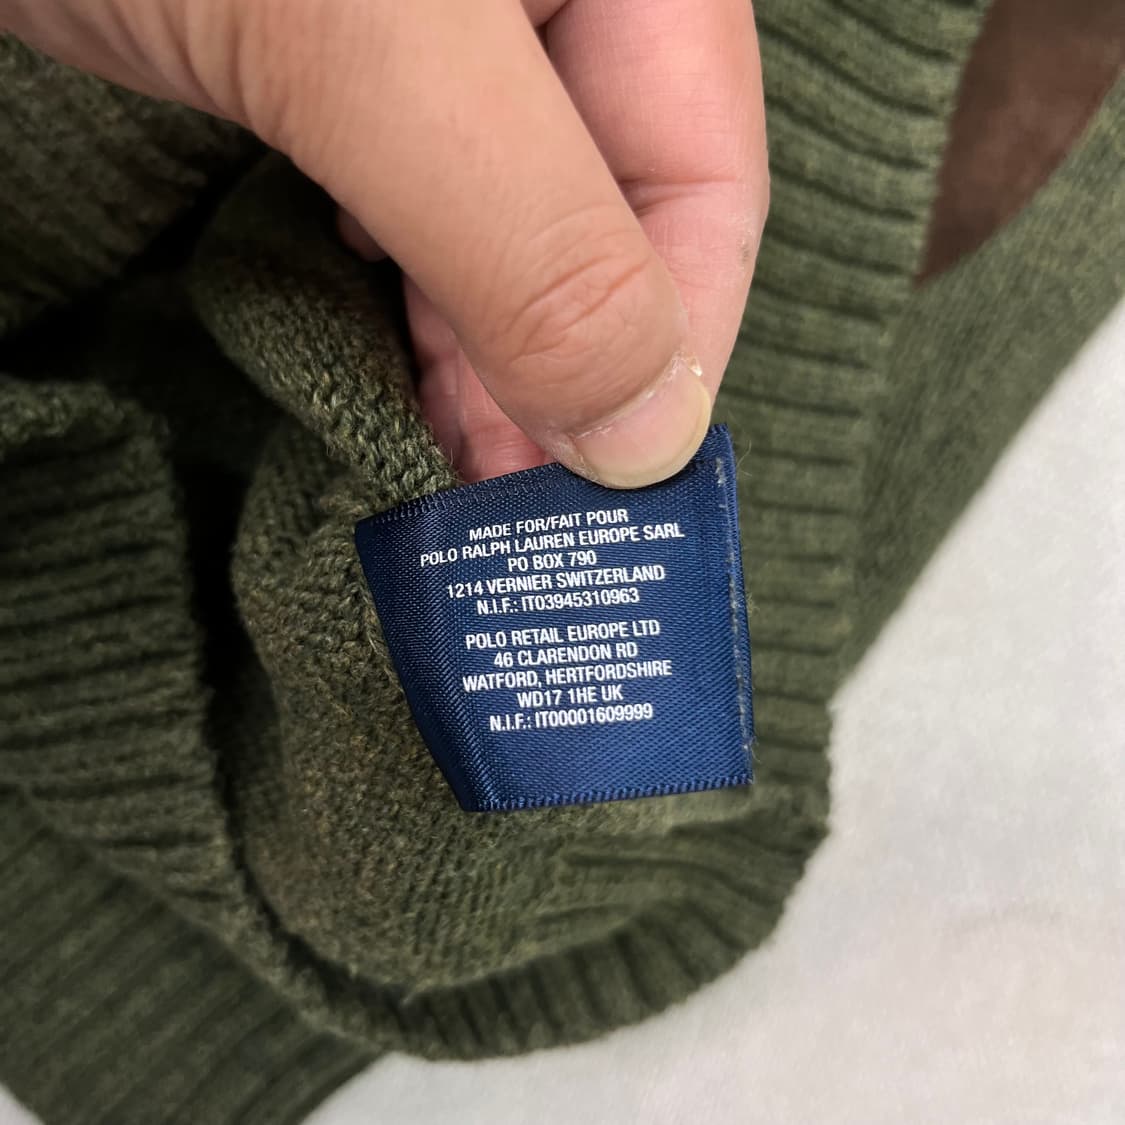 MADE FOR/FAIT POUR
POLO RALPH LAUREN EUROPE SARL
PO BOX 790
1214 VERNIER SWITZERLAND
N.I.F.: IT03945310963
POLO RETAIL EUROPE LTD
46 CLARENDON RD
WATFORD, HERTFORDSHIRE
WD17 1HE UK
N.I.F.: IT00001609999